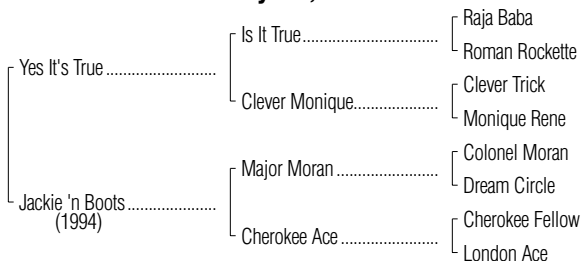 Raja Baba
Is It True
Roman Rockette
Yes It's True
Clever Trick
Clever Monique
Monique Rene
Colonel Moran
Major Moran
Dream Circle
Jackie 'n Boots
(1994)
Cherokee Fellow
Cherokee Ace
London Ace